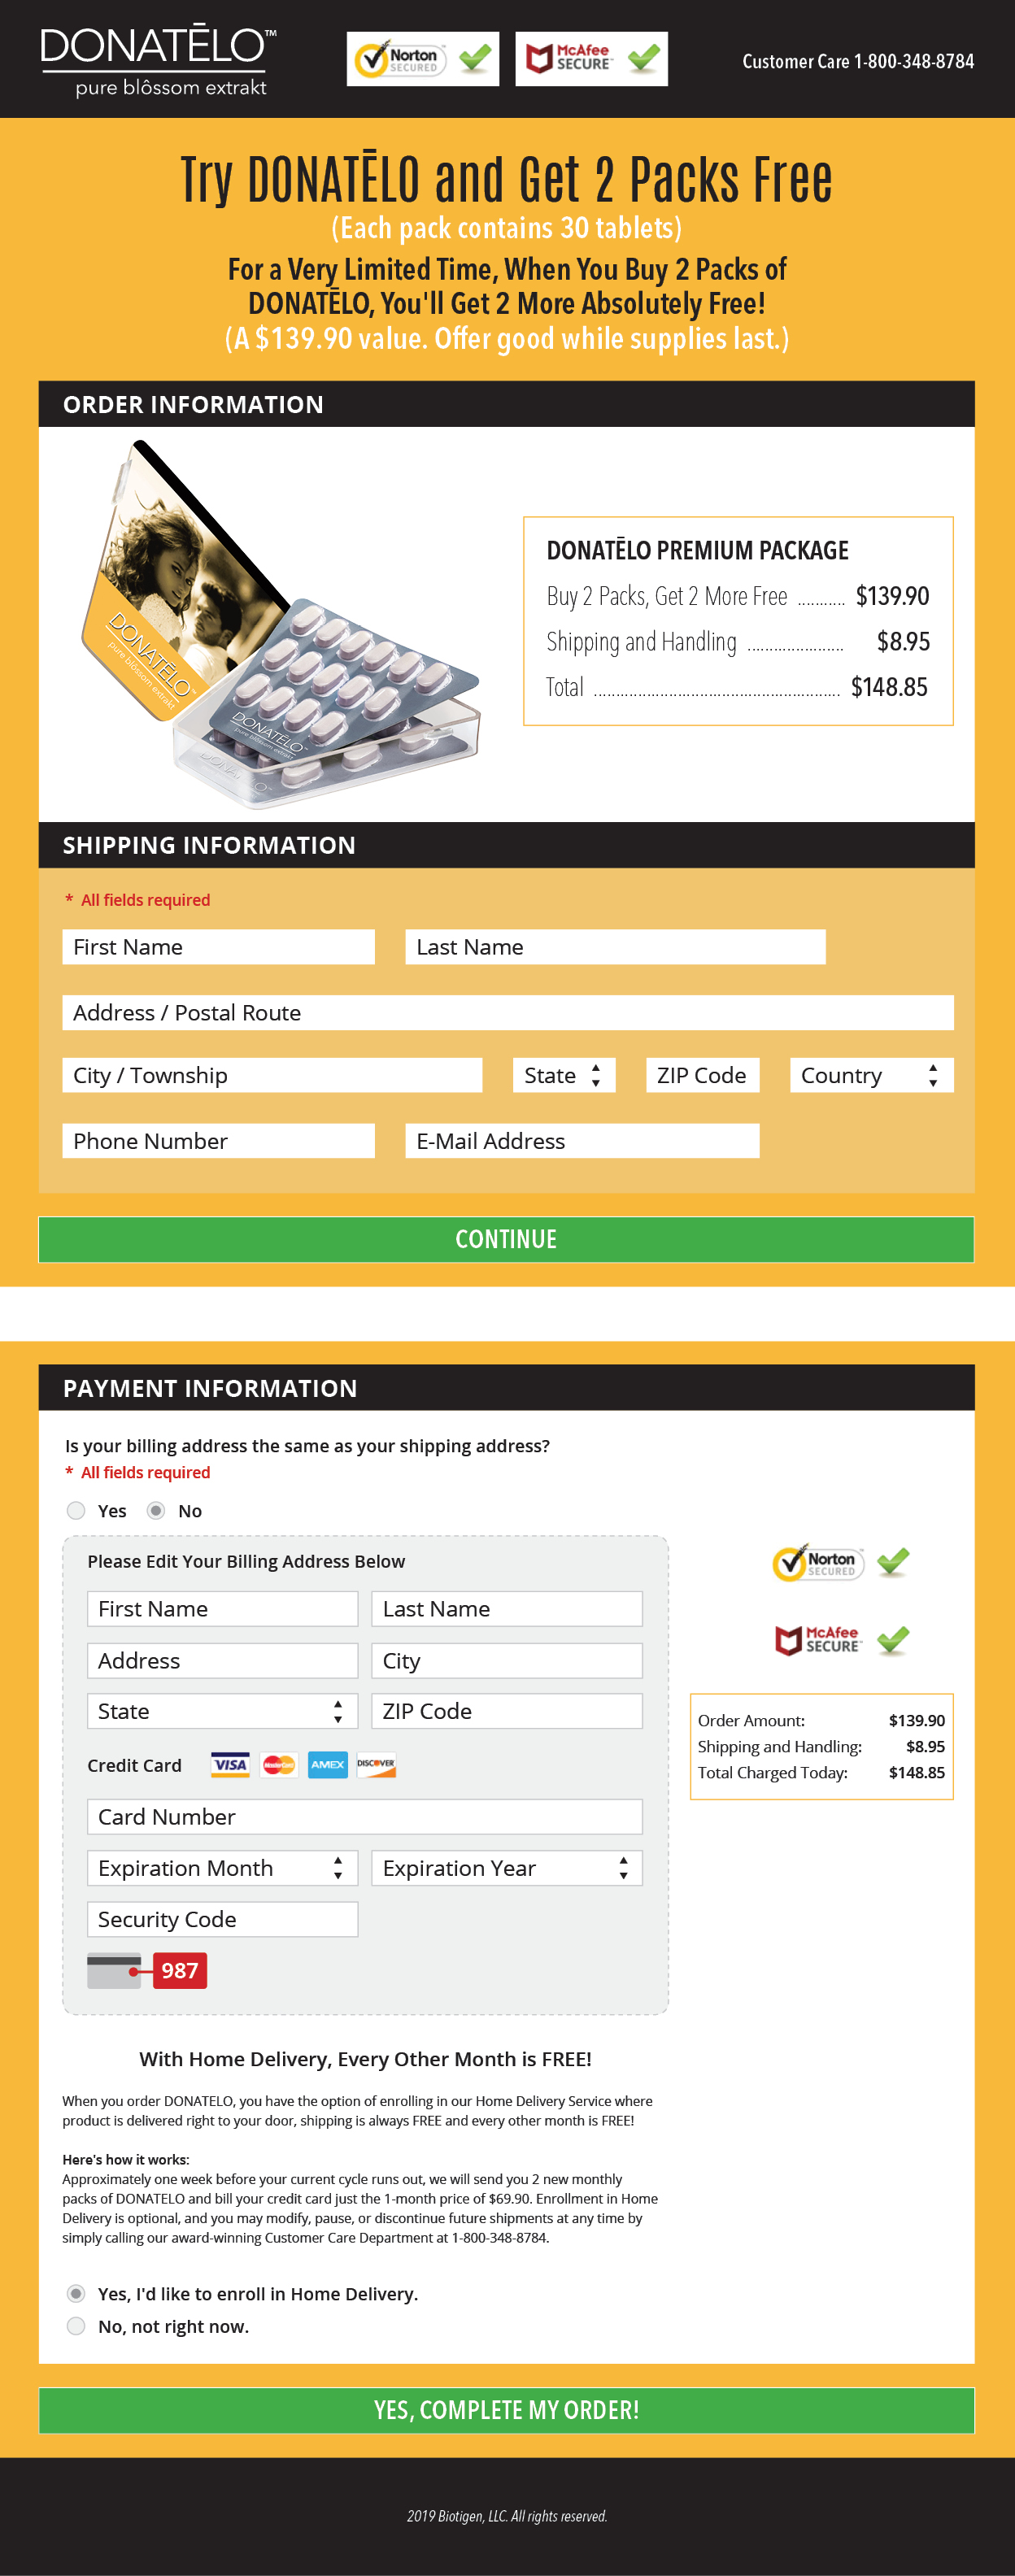 DONATĒLO™
pure blôssom extrakt
Norton
SECURED
McAfee
SECURE™
Customer Care 1-800-348-8784
Try DONATĒLO and Get 2 Packs Free
(Each pack contains 30 tablets)
For a Very Limited Time, When You Buy 2 Packs of
DONATĒLO, You'll Get 2 More Absolutely Free!
(A $139.90 value. Offer good while supplies last.)
ORDER INFORMATION
DONATĒLO™
pure blôssom extrakt
DONATĒLO™
pure blôssom extrakt
DONATĒLO PREMIUM PACKAGE
Buy 2 Packs, Get 2 More Free ........... $139.90
Shipping and Handling ...................... $8.95
Total ........................................................ $148.85
SHIPPING INFORMATION
* All fields required
First Name Last Name
Address / Postal Route
City / Township State ZIP Code Country
Phone Number E-Mail Address
CONTINUE
PAYMENT INFORMATION
Is your billing address the same as your shipping address?
* All fields required
Yes No
Please Edit Your Billing Address Below
First Name Last Name
Address City
State ZIP Code
Credit Card VISA MasterCard AMEX DISCOVER
Card Number
Expiration Month Expiration Year
Security Code
987
Norton
SECURED
McAfee
SECURE™
Order Amount: $139.90
Shipping and Handling: $8.95
Total Charged Today: $148.85
With Home Delivery, Every Other Month is FREE!
When you order DONATELO, you have the option of enrolling in our Home Delivery Service where
product is delivered right to your door, shipping is always FREE and every other month is FREE!
Here's how it works:
Approximately one week before your current cycle runs out, we will send you 2 new monthly
packs of DONATELO and bill your credit card just the 1-month price of $69.90. Enrollment in Home
Delivery is optional, and you may modify, pause, or discontinue future shipments at any time by
simply calling our award-winning Customer Care Department at 1-800-348-8784.
Yes, I'd like to enroll in Home Delivery.
No, not right now.
YES, COMPLETE MY ORDER!
2019 Biotigen, LLC. All rights reserved.